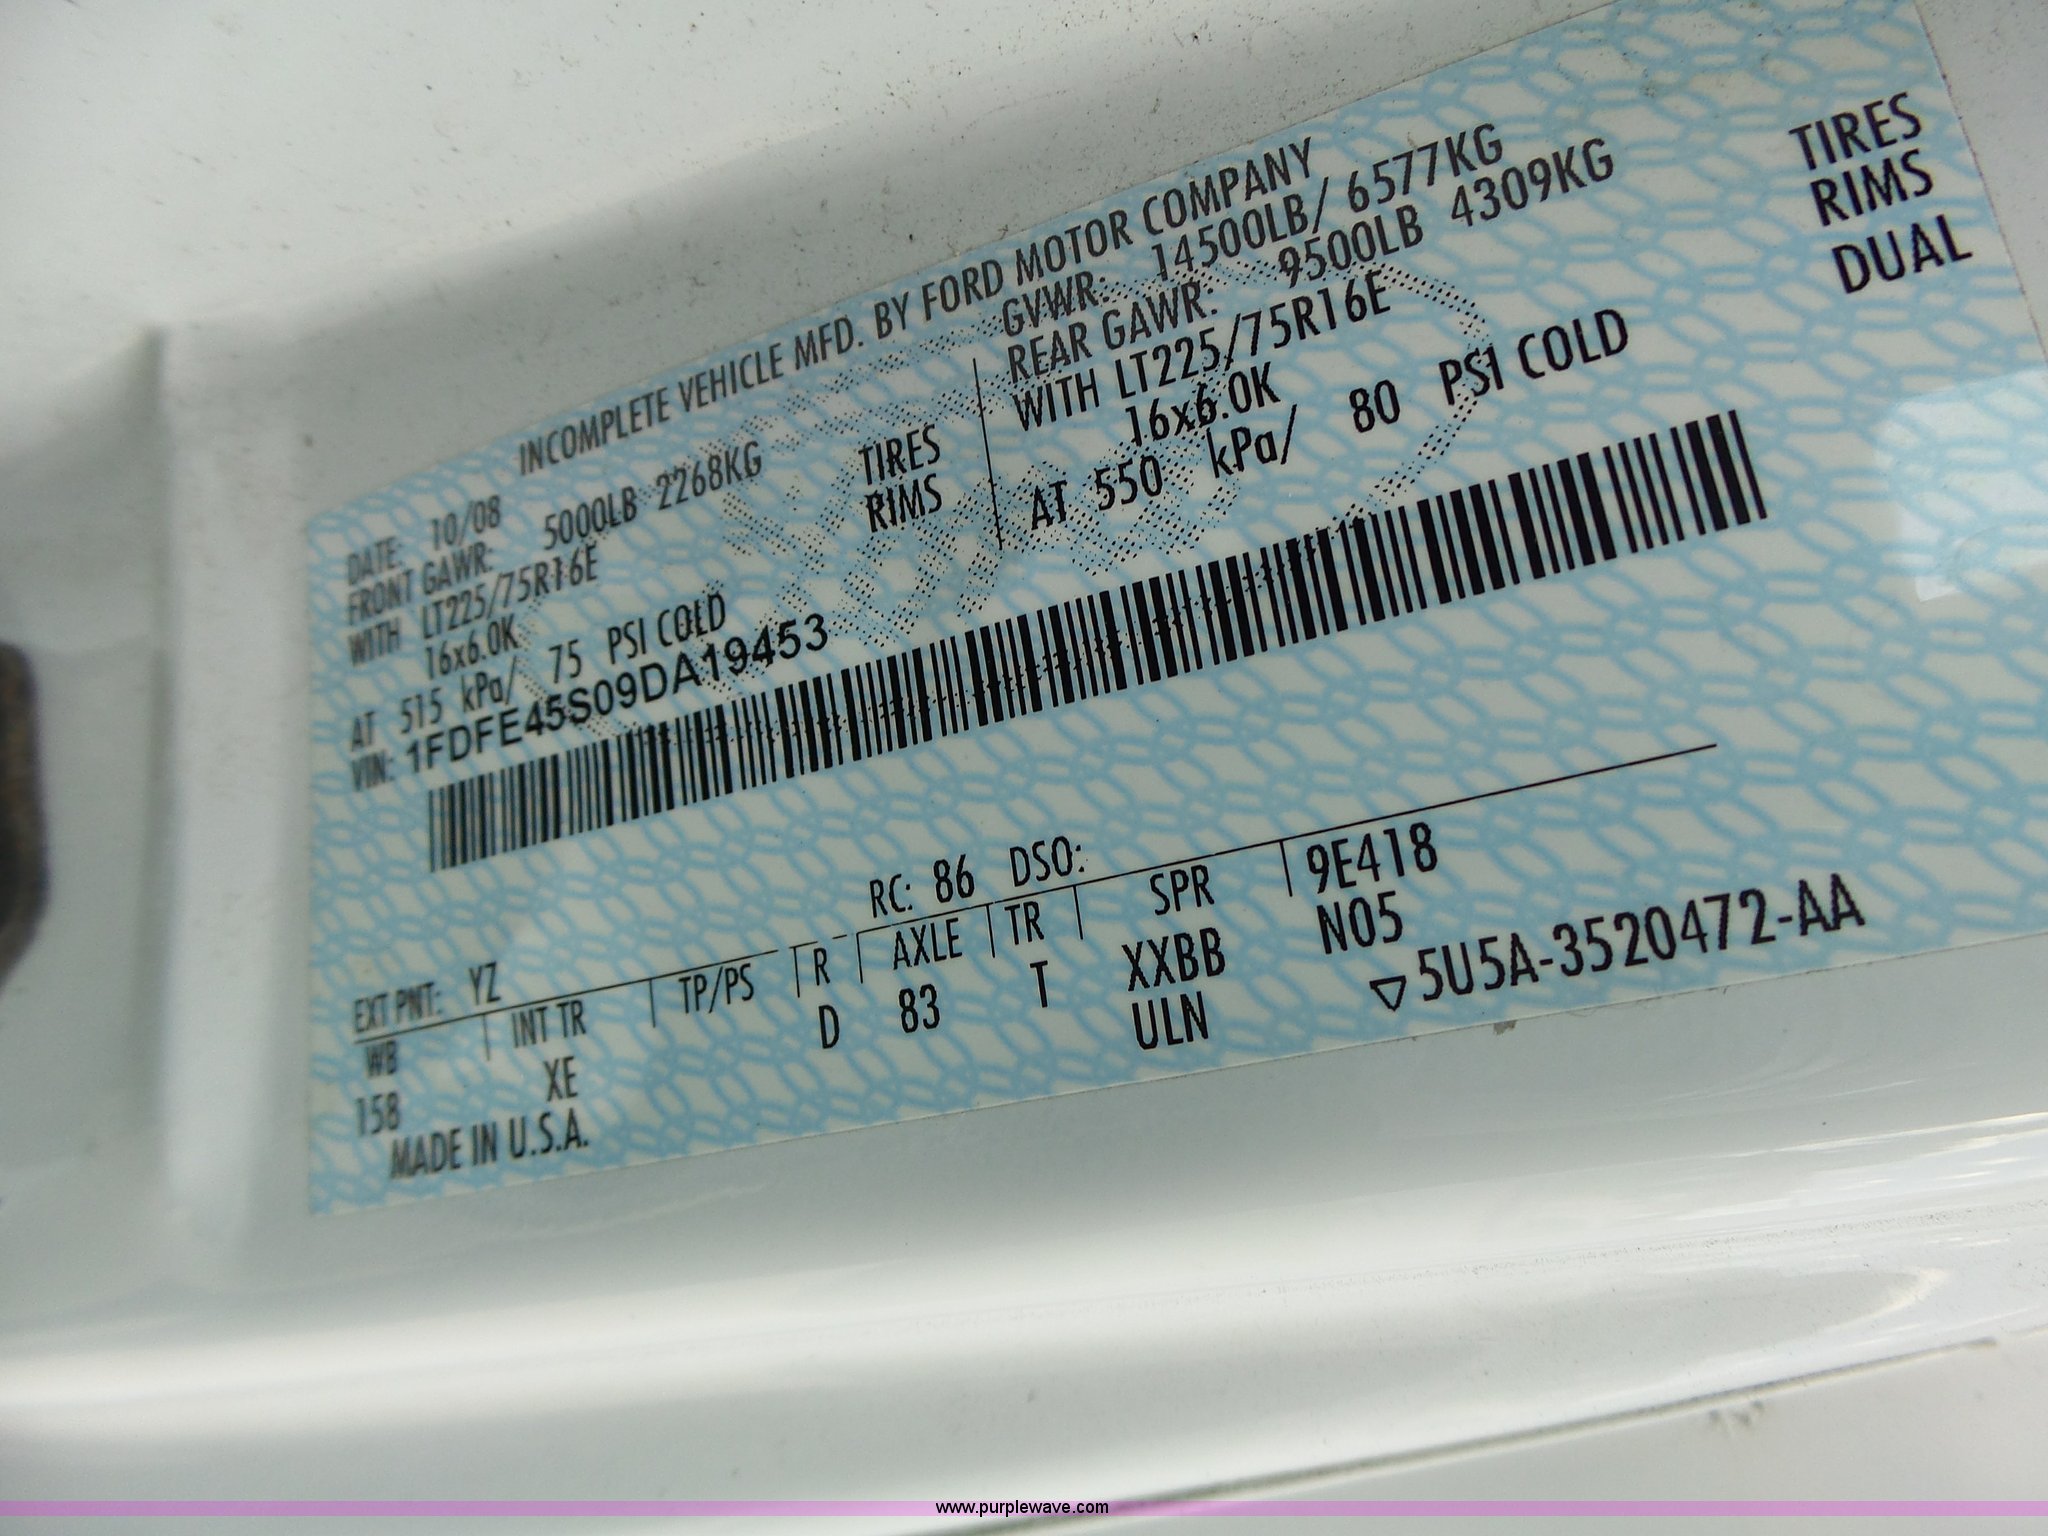 INCOMPLETE VEHICLE MFD. BY FORD MOTOR COMPANY
DATE: 10/08 GVWR: 14500LB/ 6577KG
FRONT GAWR: 5000LB 2268KG REAR GAWR: 9500LB 4309KG
WITH LT225/75R16E TIRES WITH LT225/75R16E TIRES
16x6.0K RIMS 16x6.0K RIMS
AT 515 kPa/ 75 PSI COLD AT 550 kPa/ 80 PSI COLD DUAL
VIN: 1FDFE45S09DA19453
EXT PNT: YZ RC: 86 DSO:
WB INT TR TP/PS R AXLE TR SPR 9E418
158 XE D 83 T XXBB N05
MADE IN U.S.A. ULN ▽5U5A-3520472-AA
www.purplewave.com